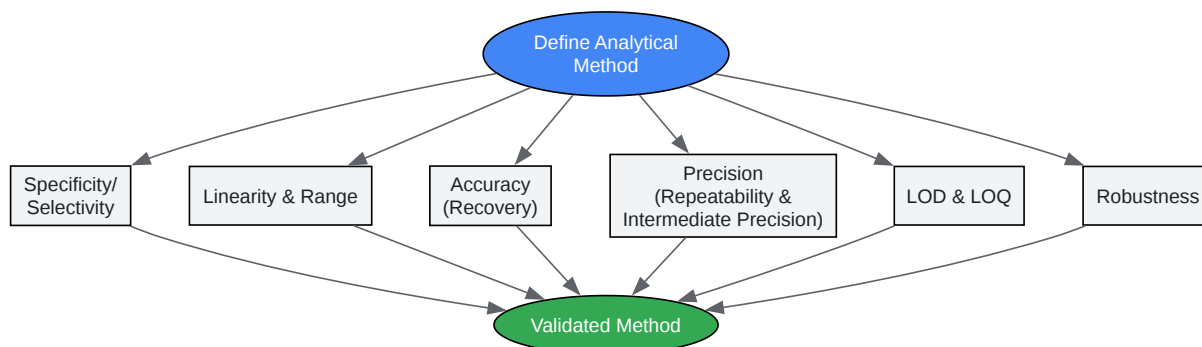 Define Analytical
Method
Specificity/
Selectivity
Linearity & Range
Accuracy
(Recovery)
Precision
(Repeatability &
Intermediate Precision)
LOD & LOQ
Robustness
Validated Method